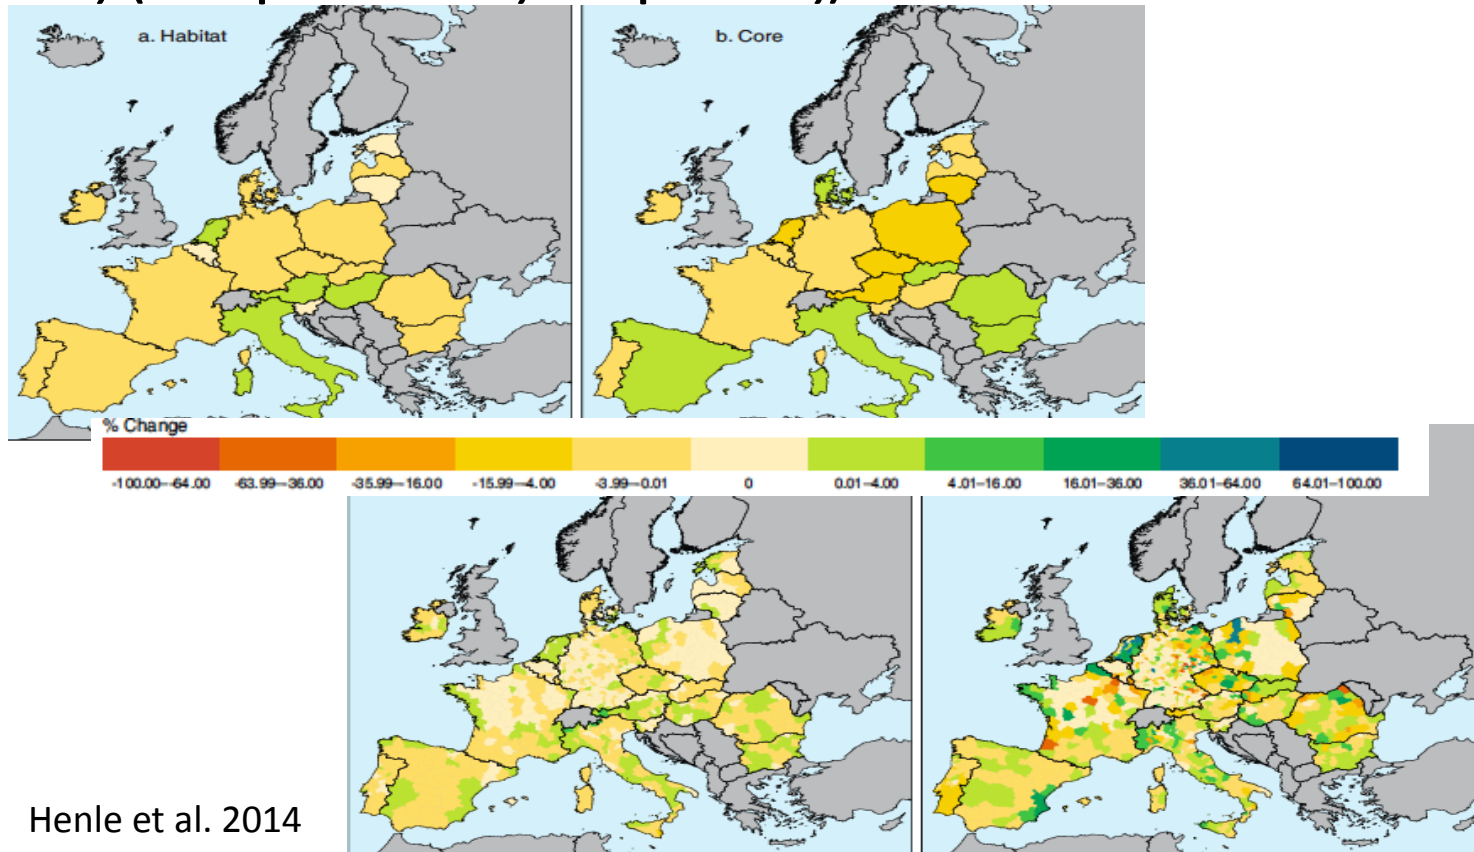 a. Habitat
b. Core
% Change
-100.00–-64.00 -63.99–-36.00 -35.99–-16.00 -15.99–-4.00 -3.99–-0.01 0 0.01–4.00 4.01–16.00 16.01–36.00 36.01–64.00 64.01–100.00
Henle et al. 2014